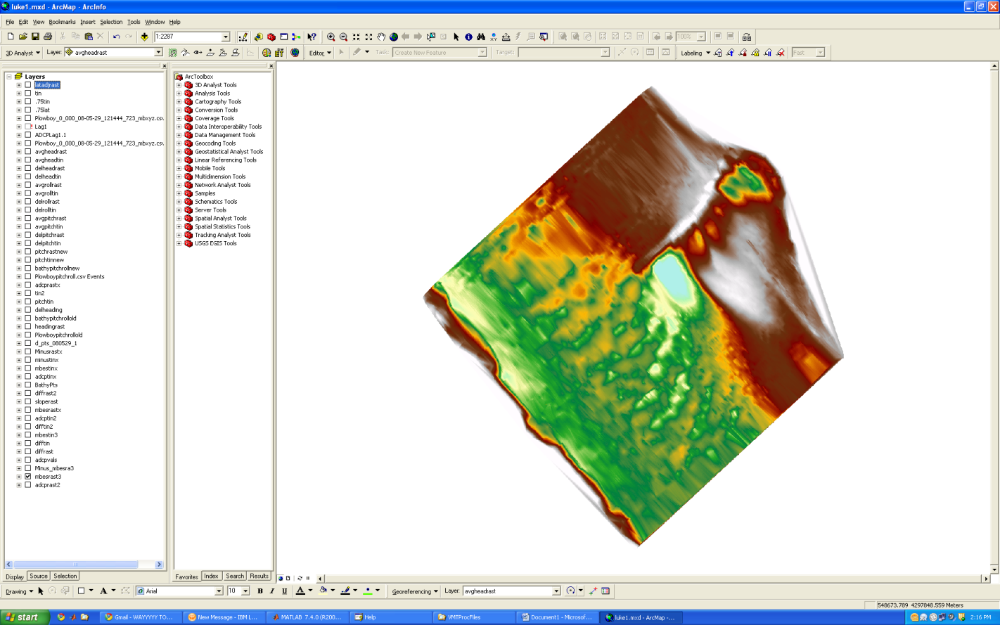 luke1.mxd - ArcMap - ArcInfo
File Edit View Bookmarks Insert Selection Tools Window Help
1:2287
100%
3D Analyst Layer: avgheadrast
Editor Task: Create New Feature Target:
Labeling Fast
Layers
latadjrast
tin
.75tin
.75lat
Plowboy_0_000_08-05-29_121444_723_mbxyz.csv
Lag1
ADCPLag1.1
Plowboy_0_000_08-05-29_121444_723_mbxyz.csv
avgheadrast
avgheadtin
delheadrast
delheadtin
avgrollrast
avgrolltin
delrollrast
delrolltin
avgpitchrast
avgpitchtin
delpitchrast
delpitchtin
pitchrastnew
pitchtinnew
bathypitchrollnew
Plowboypitchroll.csv Events
adcprastx
tin2
pitchtin
delheading
bathypitchrollold
headingrast
Plowboypitchrollold
d_pts_080529_1
Minusrastx
minustinx
mbestinx
adcptinx
BathyPts
diffrast2
sloperast
mbesrastx
adcptin2
difftin2
mbestin3
difftin
diffrast
adcpvals
Minus_mbesra3
mbesrast3
adcprast2
Display Source Selection
ArcToolbox
3D Analyst Tools
Analysis Tools
Cartography Tools
Conversion Tools
Coverage Tools
Data Interoperability Tools
Data Management Tools
Geocoding Tools
Geostatistical Analyst Tools
Linear Referencing Tools
Mobile Tools
Multidimension Tools
Network Analyst Tools
Samples
Schematics Tools
Server Tools
Spatial Analyst Tools
Spatial Statistics Tools
Tracking Analyst Tools
USGS EGIS Tools
Favorites Index Search Results
Drawing A Arial 10 B I U A Georeferencing Layer: avgheadrast
548673.789 4297848.559 Meters
start Gmail - WAYYYYY TO... New Message - IBM L... MATLAB 7.4.0 (R200... Help VMTProcFiles Document1 - Microsof... luke1.mxd - ArcMap -... 2:16 PM